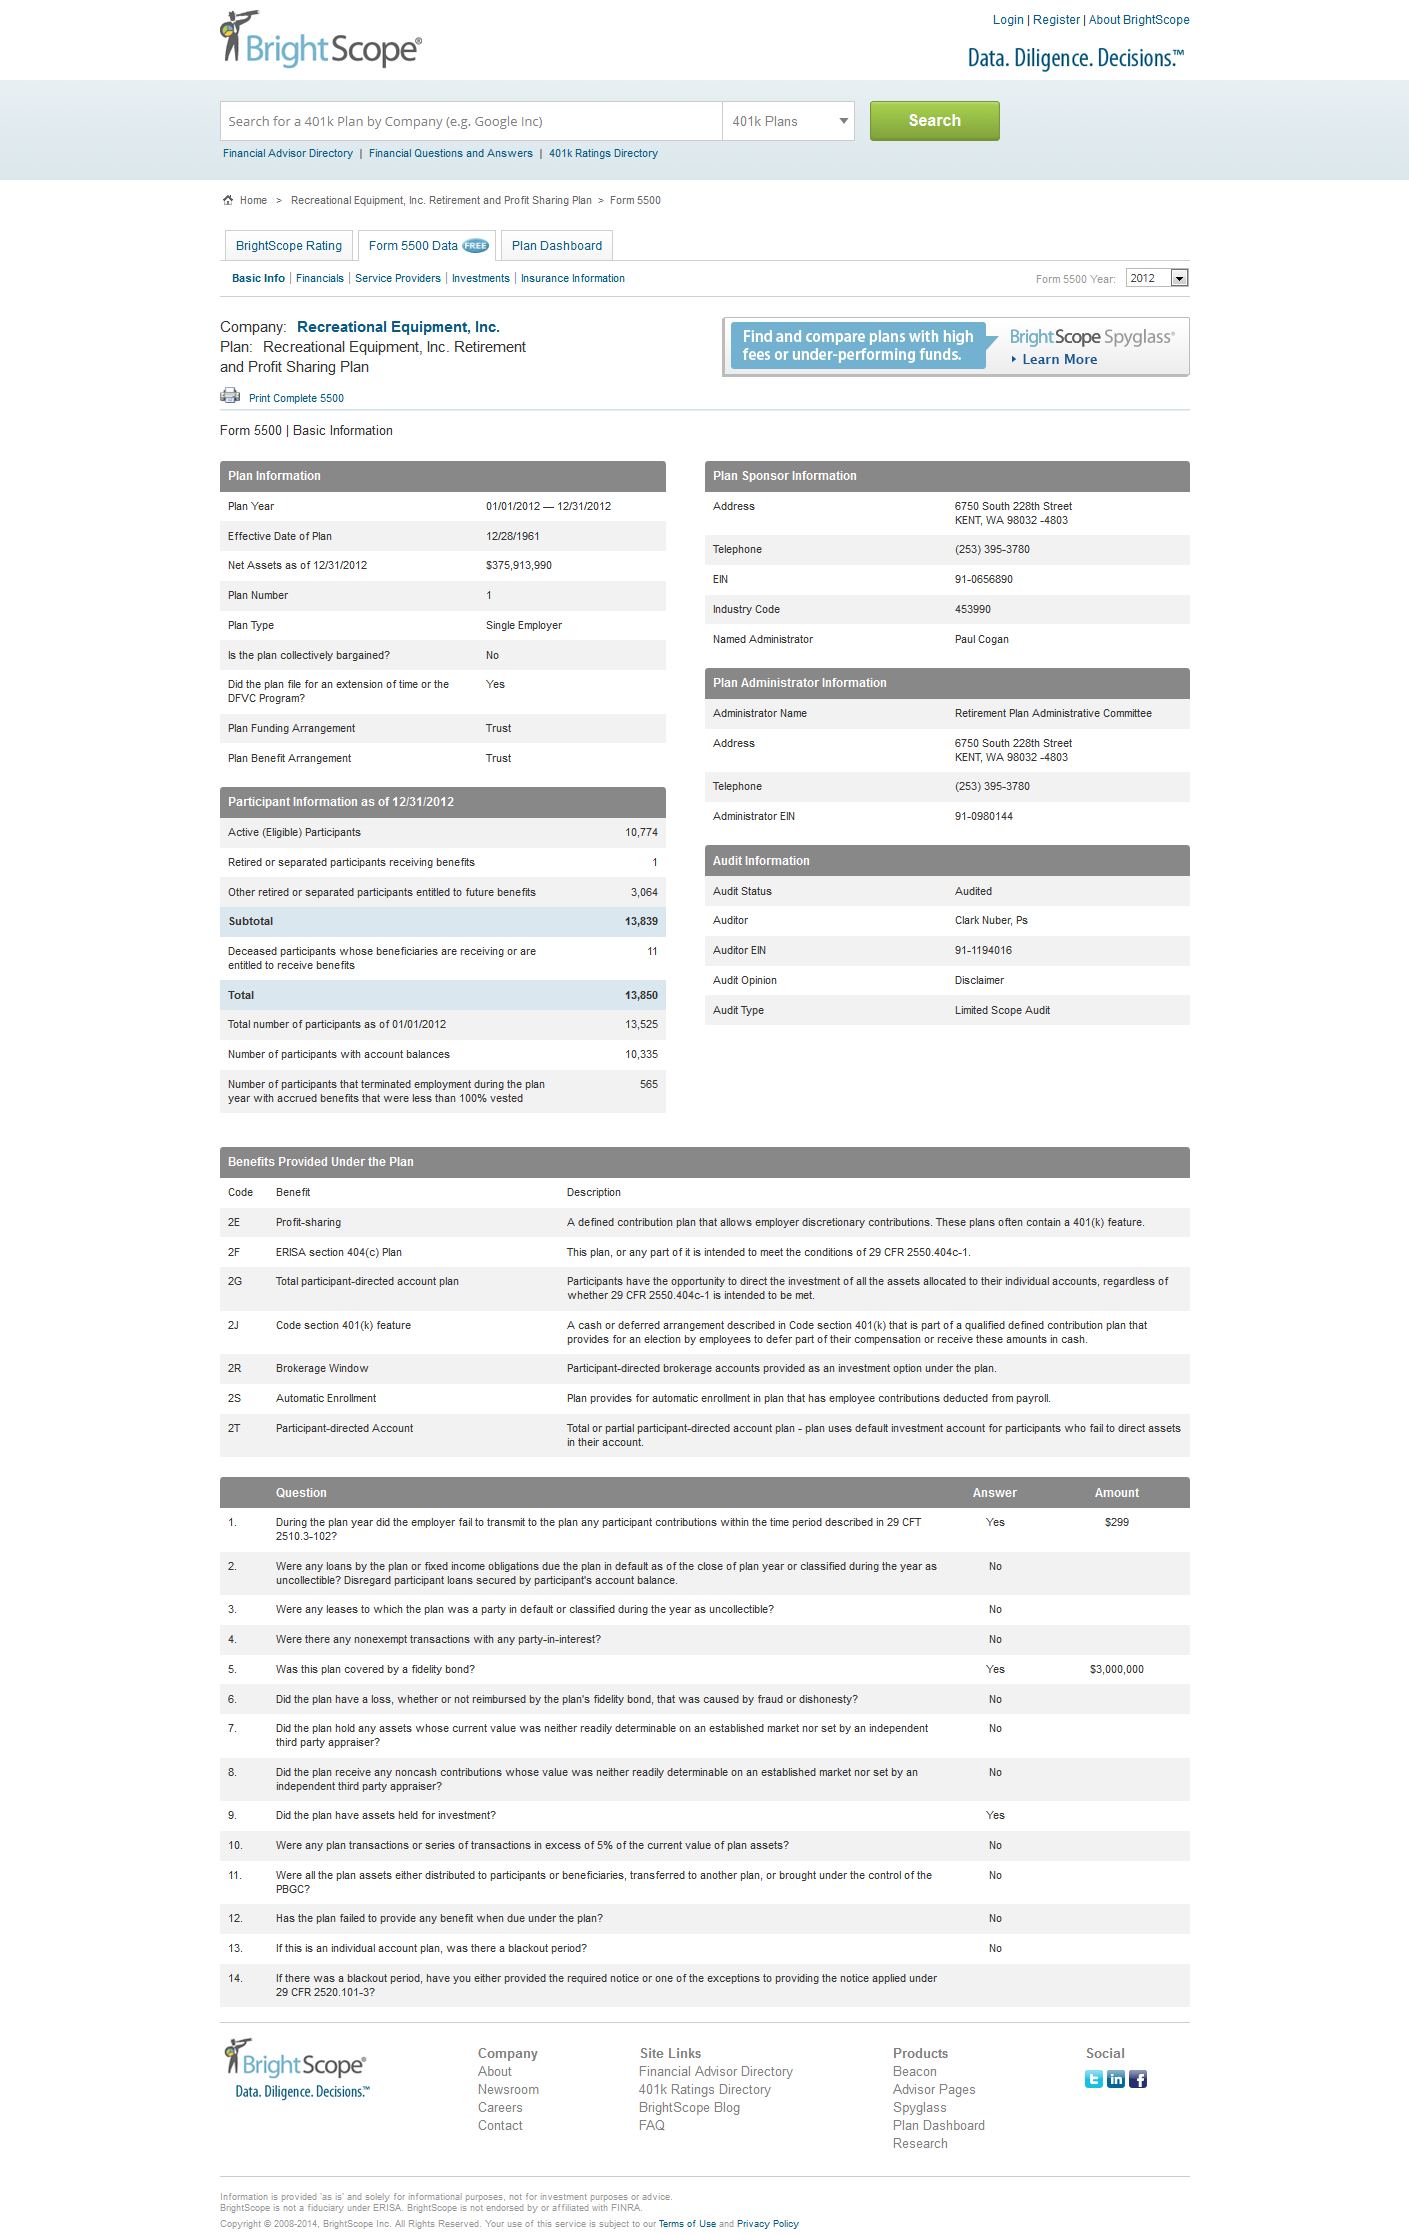 Login | Register | About BrightScope
BrightScope®
Data. Diligence. Decisions.™
Search for a 401k Plan by Company (e.g. Google Inc) 401k Plans Search
Financial Advisor Directory | Financial Questions and Answers | 401k Ratings Directory
Home > Recreational Equipment, Inc. Retirement and Profit Sharing Plan > Form 5500
BrightScope Rating Form 5500 Data FREE Plan Dashboard
Basic Info | Financials | Service Providers | Investments | Insurance Information Form 5500 Year: 2012
Company: Recreational Equipment, Inc.
Plan: Recreational Equipment, Inc. Retirement
and Profit Sharing Plan
Find and compare plans with high
fees or under-performing funds.
BrightScope Spyglass®
Learn More
Print Complete 5500
Form 5500 | Basic Information
Plan Information
Plan Year 01/01/2012 — 12/31/2012
Effective Date of Plan 12/28/1961
Net Assets as of 12/31/2012 $375,913,990
Plan Number 1
Plan Type Single Employer
Is the plan collectively bargained? No
Did the plan file for an extension of time or the Yes
DFVC Program?
Plan Funding Arrangement Trust
Plan Benefit Arrangement Trust
Participant Information as of 12/31/2012
Active (Eligible) Participants 10,774
Retired or separated participants receiving benefits 1
Other retired or separated participants entitled to future benefits 3,064
Subtotal 13,839
Deceased participants whose beneficiaries are receiving or are 11
entitled to receive benefits
Total 13,850
Total number of participants as of 01/01/2012 13,525
Number of participants with account balances 10,335
Number of participants that terminated employment during the plan 565
year with accrued benefits that were less than 100% vested
Plan Sponsor Information
Address 6750 South 228th Street
KENT, WA 98032 -4803
Telephone (253) 395-3780
EIN 91-0656890
Industry Code 453990
Named Administrator Paul Cogan
Plan Administrator Information
Administrator Name Retirement Plan Administrative Committee
Address 6750 South 228th Street
KENT, WA 98032 -4803
Telephone (253) 395-3780
Administrator EIN 91-0980144
Audit Information
Audit Status Audited
Auditor Clark Nuber, Ps
Auditor EIN 91-1194016
Audit Opinion Disclaimer
Audit Type Limited Scope Audit
Benefits Provided Under the Plan
Code Benefit Description
2E Profit-sharing A defined contribution plan that allows employer discretionary contributions. These plans often contain a 401(k) feature.
2F ERISA section 404(c) Plan This plan, or any part of it is intended to meet the conditions of 29 CFR 2550.404c-1.
2G Total participant-directed account plan Participants have the opportunity to direct the investment of all the assets allocated to their individual accounts, regardless of
whether 29 CFR 2550.404c-1 is intended to be met.
2J Code section 401(k) feature A cash or deferred arrangement described in Code section 401(k) that is part of a qualified defined contribution plan that
provides for an election by employees to defer part of their compensation or receive these amounts in cash.
2R Brokerage Window Participant-directed brokerage accounts provided as an investment option under the plan.
2S Automatic Enrollment Plan provides for automatic enrollment in plan that has employee contributions deducted from payroll.
2T Participant-directed Account Total or partial participant-directed account plan - plan uses default investment account for participants who fail to direct assets
in their account.
Question Answer Amount
1. During the plan year did the employer fail to transmit to the plan any participant contributions within the time period described in 29 CFT Yes $299
2510.3-102?
2. Were any loans by the plan or fixed income obligations due the plan in default as of the close of plan year or classified during the year as No
uncollectible? Disregard participant loans secured by participant's account balance.
3. Were any leases to which the plan was a party in default or classified during the year as uncollectible? No
4. Were there any nonexempt transactions with any party-in-interest? No
5. Was this plan covered by a fidelity bond? Yes $3,000,000
6. Did the plan have a loss, whether or not reimbursed by the plan's fidelity bond, that was caused by fraud or dishonesty? No
7. Did the plan hold any assets whose current value was neither readily determinable on an established market nor set by an independent No
third party appraiser?
8. Did the plan receive any noncash contributions whose value was neither readily determinable on an established market nor set by an No
independent third party appraiser?
9. Did the plan have assets held for investment? Yes
10. Were any plan transactions or series of transactions in excess of 5% of the current value of plan assets? No
11. Were all the plan assets either distributed to participants or beneficiaries, transferred to another plan, or brought under the control of the No
PBGC?
12. Has the plan failed to provide any benefit when due under the plan? No
13. If this is an individual account plan, was there a blackout period? No
14. If there was a blackout period, have you either provided the required notice or one of the exceptions to providing the notice applied under
29 CFR 2520.101-3?
BrightScope®
Data. Diligence. Decisions.™
Company
About
Newsroom
Careers
Contact
Site Links
Financial Advisor Directory
401k Ratings Directory
BrightScope Blog
FAQ
Products
Beacon
Advisor Pages
Spyglass
Plan Dashboard
Research
Social
t in f
Information is provided 'as is' and solely for informational purposes, not for investment purposes or advice.
BrightScope is not a fiduciary under ERISA. BrightScope is not endorsed by or affiliated with FINRA.
Copyright © 2008-2014, BrightScope Inc. All Rights Reserved. Your use of this service is subject to our Terms of Use and Privacy Policy